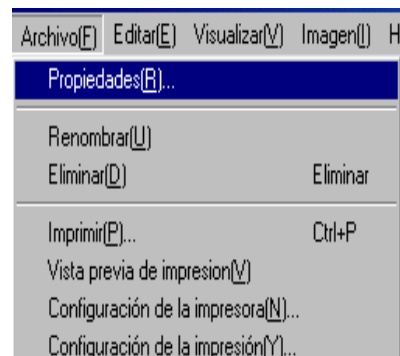 Archivo(F) Editar(E) Visualizar(V) Imagen(I) H
Propiedades(R)...
Renombrar(U)
Eliminar(D) Eliminar
Imprimir(P)... Ctrl+P
Vista previa de impresion(V)
Configuración de la impresora(N)...
Configuración de la impresión(Y)...